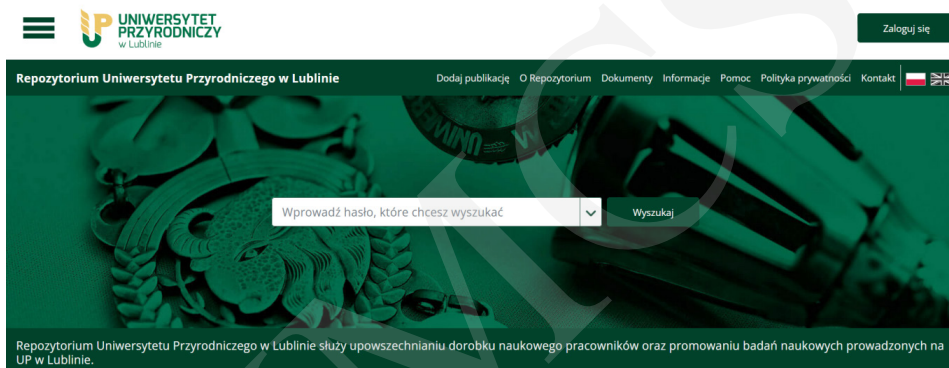 UNIWERSYTET
PRZYRODNICZY
w Lublinie
Zaloguj się
Repozytorium Uniwersytetu Przyrodniczego w Lublinie
Dodaj publikację O Repozytorium Dokumenty Informacje Pomoc Polityka prywatności Kontakt
Wprowadź hasło, które chcesz wyszukać
Wyszukaj
Repozytorium Uniwersytetu Przyrodniczego w Lublinie służy upowszechnianiu dorobku naukowego pracowników oraz promowaniu badań naukowych prowadzonych na
UP w Lublinie.